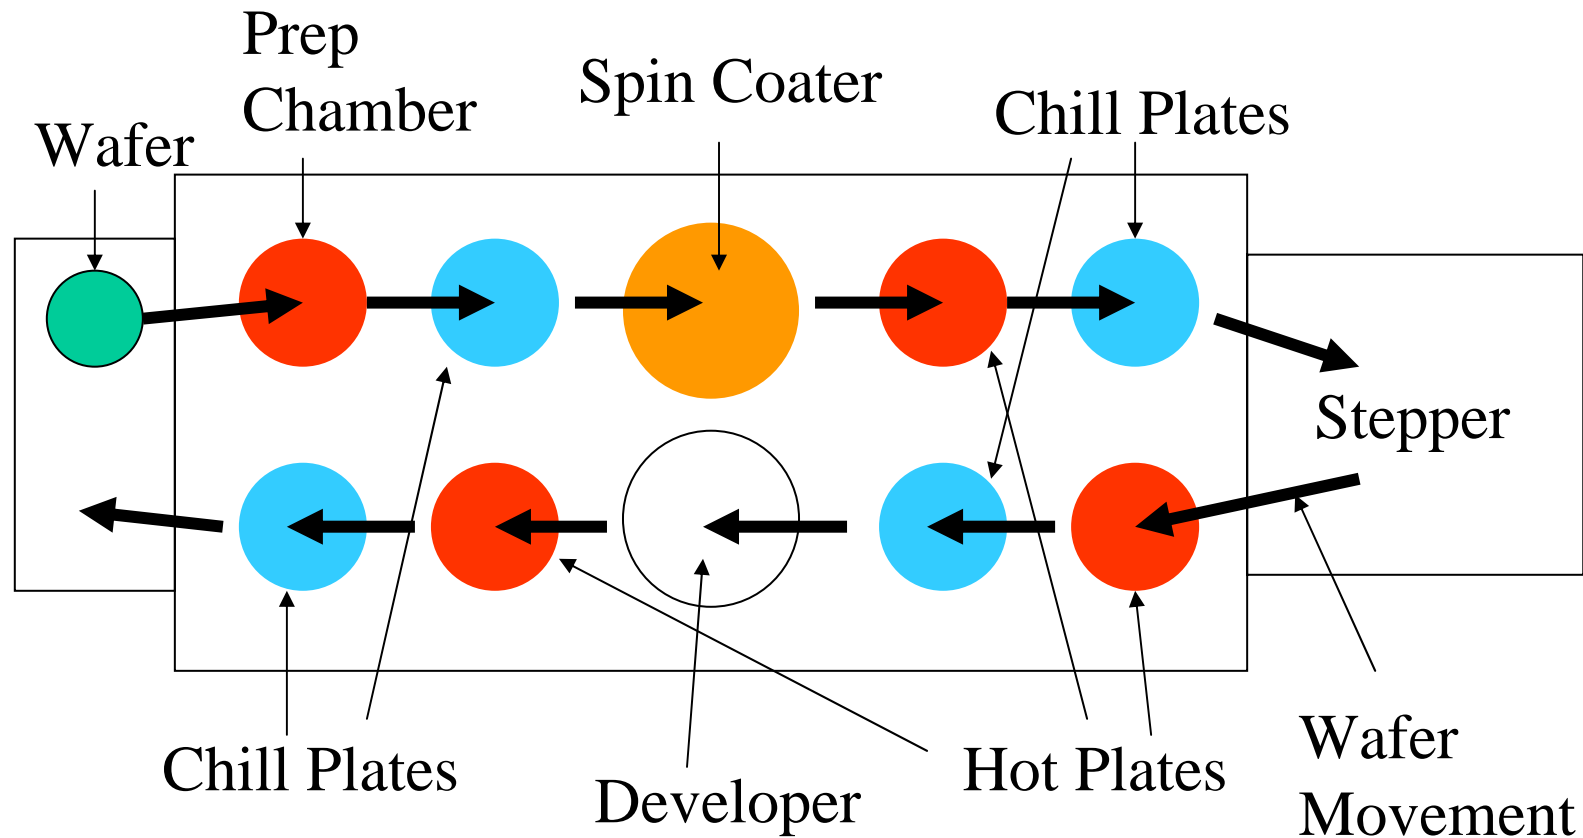 Prep
Chamber
Spin Coater
Chill Plates
Wafer
Stepper
Chill Plates
Developer
Hot Plates
Wafer
Movement